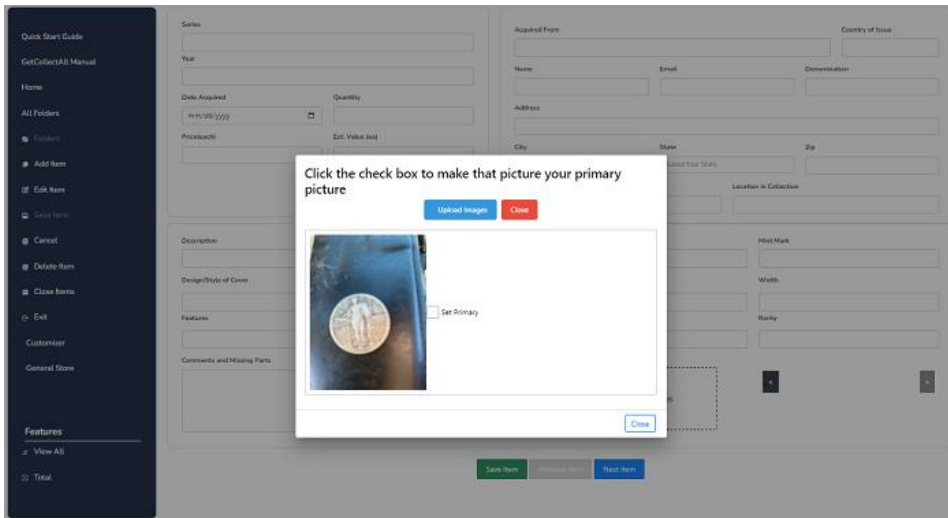 Quick Start Guide
GetCollectAll Manual
Home
All Folders
Folders
Add Item
Edit Item
Save Item
Cancel
Delete Item
Close Items
Exit
Customizer
General Store
Features
View All
Total
Series
Year
Date Acquired
Quantity
mm/dd/yyyy
Price(each)
Est. Value (ea)
Acquired From
Country of Issue
Name
Email
Denomination
Address
City
State
Zip
Select Your State
Location in Collection
Click the check box to make that picture your primary
picture
Upload Images
Close
Set Primary
Close
Description
Mint Mark
Design/Style of Cover
Width
Features
Rarity
Comments and Missing Parts
<
>
Save Item
Previous Item
Next Item